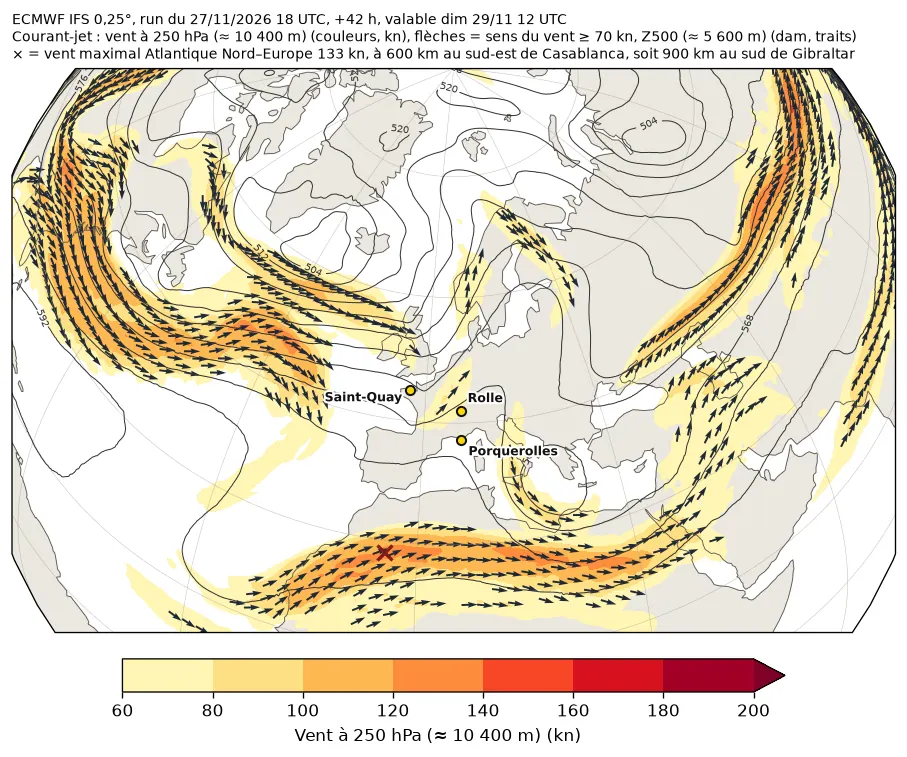 ECMWF IFS 0,25°, run du 27/11/2026 18 UTC, +42 h, valable dim 29/11 12 UTC
Courant-jet : vent à 250 hPa (≈ 10 400 m) (couleurs, kn), flèches = sens du vent ≥ 70 kn, Z500 (≈ 5 600 m) (dam, traits)
× = vent maximal Atlantique Nord–Europe 133 kn, à 600 km au sud-est de Casablanca, soit 900 km au sud de Gibraltar
576
520
520
504
512
504
592
568
Saint-Quay
Rolle
Porquerolles
60 80 100 120 140 160 180 200
Vent à 250 hPa (≈ 10 400 m) (kn)